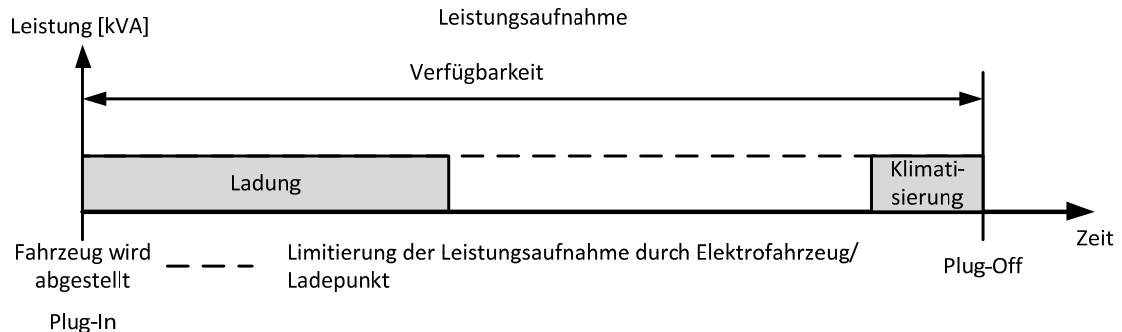 Leistungsaufnahme
Leistung [kVA]
Verfügbarkeit
Ladung
Klimati-
sierung
Zeit
Fahrzeug wird
abgestellt
Plug-In
Limitierung der Leistungsaufnahme durch Elektrofahrzeug/
Ladepunkt
Plug-Off